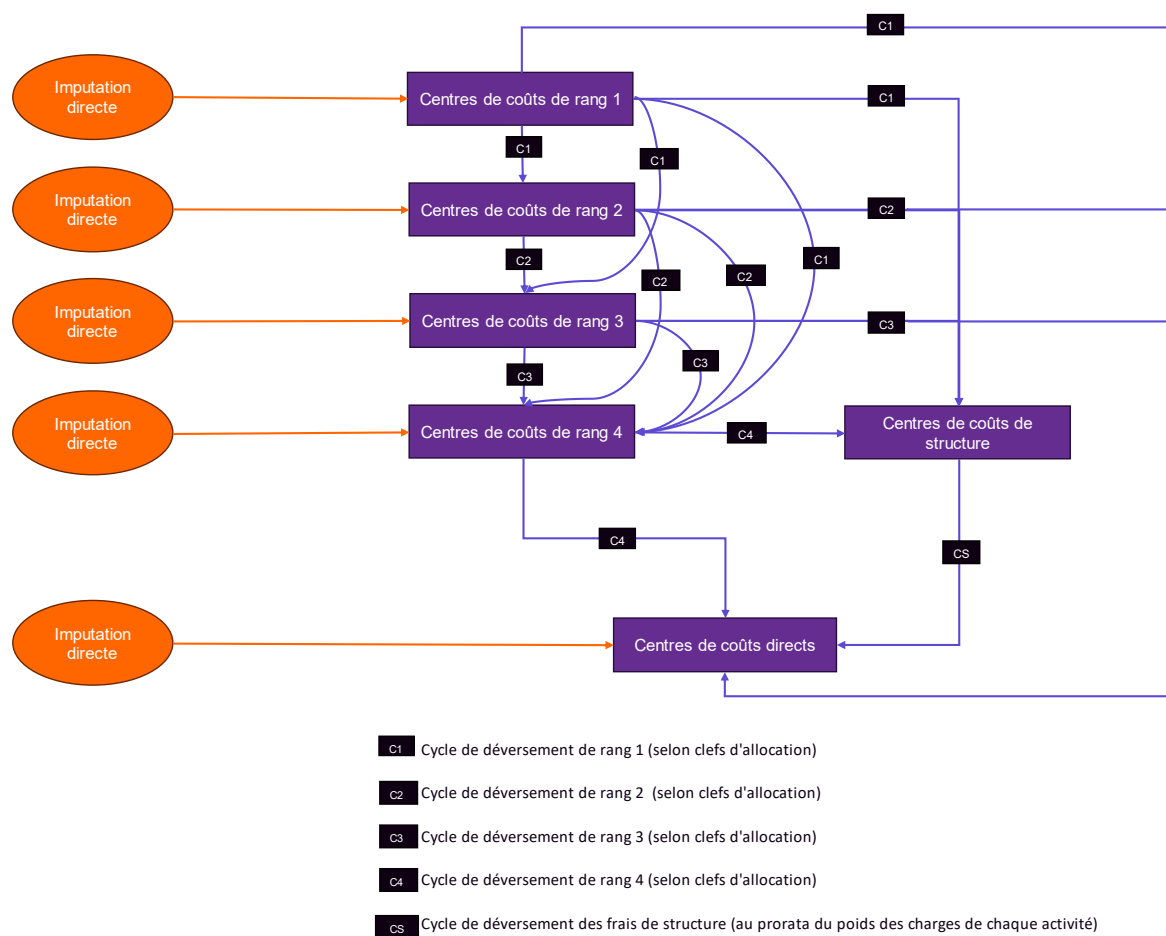 C1
Imputation
directe
Centres de coûts de rang 1
C1
C1
C1
Imputation
directe
Centres de coûts de rang 2
C2
C2
C1
C2
C2
Imputation
directe
Centres de coûts de rang 3
C3
C3
C3
Imputation
directe
Centres de coûts de rang 4
C4
Centres de coûts de
structure
C4
CS
Imputation
directe
Centres de coûts directs
C1 Cycle de déversement de rang 1 (selon clefs d'allocation)
C2 Cycle de déversement de rang 2 (selon clefs d'allocation)
C3 Cycle de déversement de rang 3 (selon clefs d'allocation)
C4 Cycle de déversement de rang 4 (selon clefs d'allocation)
CS Cycle de déversement des frais de structure (au prorata du poids des charges de chaque activité)